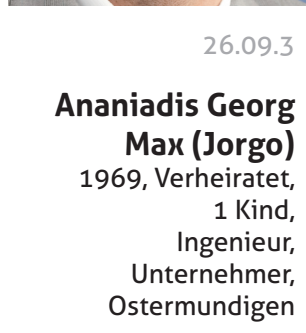 26.09.3
Ananiadis Georg
Max (Jorgo)
1969, Verheiratet,
1 Kind,
Ingenieur,
Unternehmer,
Ostermundigen